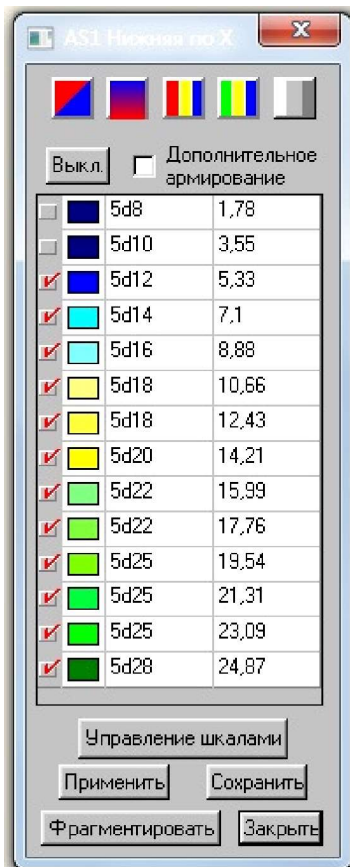 AS1 Нижняя по X
Выкл.
Дополнительное
армирование
5d8 1,78
5d10 3,55
5d12 5,33
5d14 7,1
5d16 8,88
5d18 10,66
5d18 12,43
5d20 14,21
5d22 15,99
5d22 17,76
5d25 19,54
5d25 21,31
5d25 23,09
5d28 24,87
Управление шкалами
Применить Сохранить
Фрагментировать Закрыть